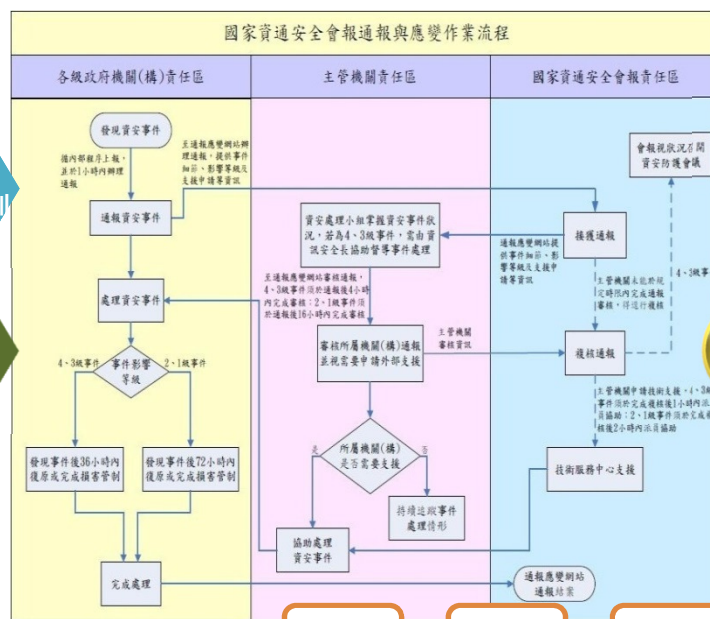 國家資通安全會報通報與應變作業流程
各級政府機關(構)責任區
主管機關責任區
國家資通安全會報責任區
發現資安事件
循內部程序上報，
並於1小時內辦理
通報
至通報應變網站辦
理通報，提供事件
細節、影響等級及
支援申請等資訊
通報資安事件
處理資安事件
4、3級事件
事件影響
等級
2、1級事件
發現事件後36小時內
復原或完成損害管制
發現事件後72小時內
復原或完成損害管制
完成處理
資安處理小組掌握資安事件狀
況，若為4、3級事件，需由資
訊安全長協助督導事件處理
至通報應變網站審核通報，
4、3級事件須於通報後4小時
內完成審核；2、1級事件須
於通報後16小時內完成審核
審核所屬機關(構)通報
並視需要申請外部支援
主管機關
審核資訊
所屬機關(構)
是否需要支援
是
否
持續追蹤事件
處理情形
協助處理
資安事件
會報視狀況召開
資安防護會議
接獲通報
通報應變網站提
供事件細節、影
響等級及支援申
請等資訊
主管機關未能於規
定時限內完成通報
審核，得逕行複核
4、3級事
複核通報
主管機關申請技術支援，4、3級
事件須於完成複核後1小時內派
員協助；2、1級事件須於完成複
核後2小時內派員協助
技術服務中心支援
通報應變網站
通報結案